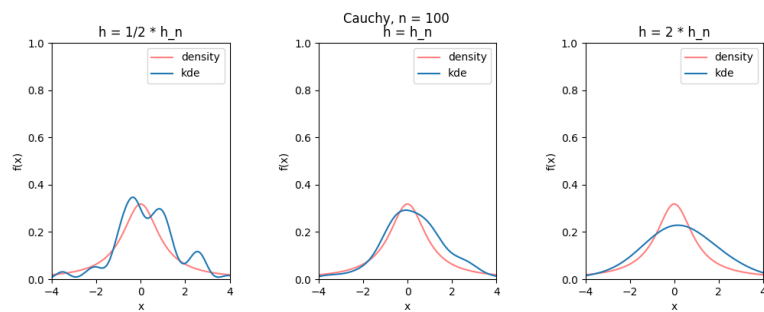 Cauchy, n = 100
h = 1/2 * h_n
1.0
0.8
0.6
0.4
0.2
0.0
f(x)
density
kde
−4
−2
0
2
4
x
h = h_n
1.0
0.8
0.6
0.4
0.2
0.0
f(x)
density
kde
−4
−2
0
2
4
x
h = 2 * h_n
1.0
0.8
0.6
0.4
0.2
0.0
f(x)
density
kde
−4
−2
0
2
4
x